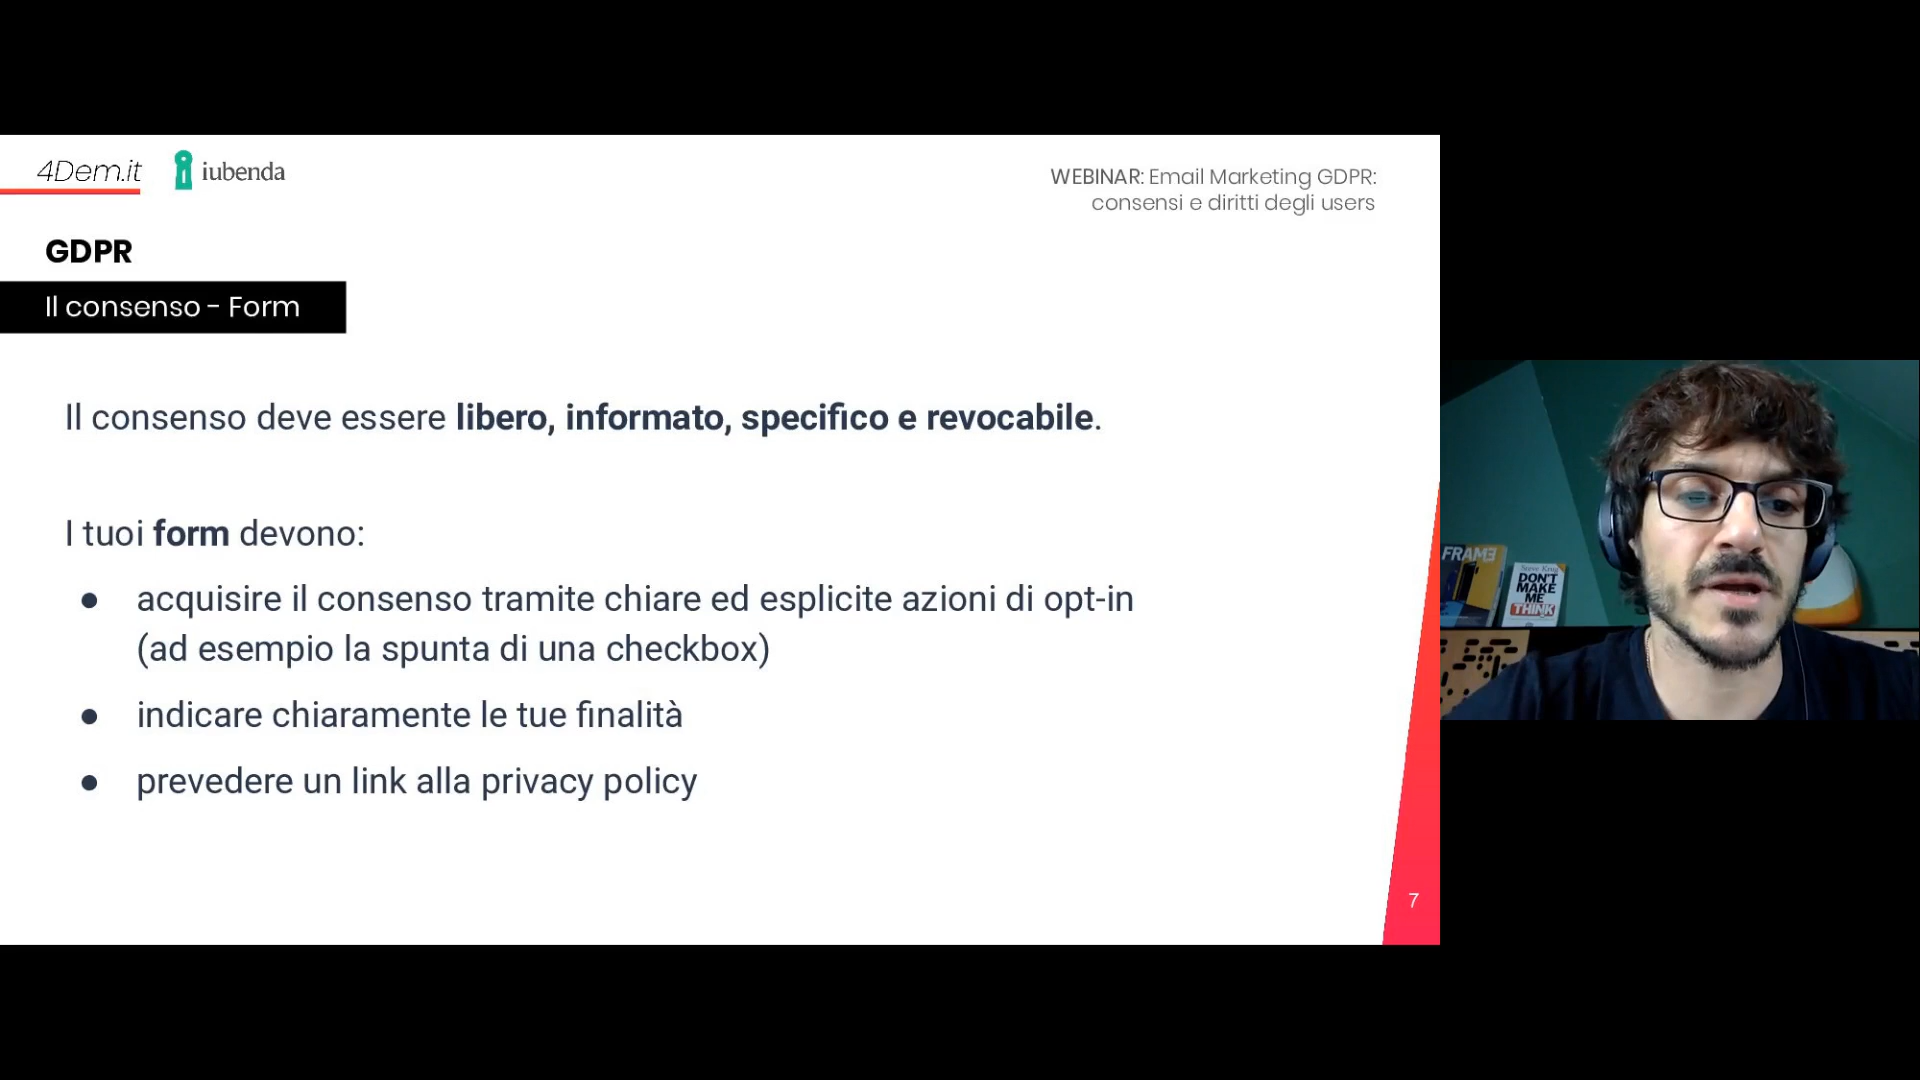 4Dem.it
iubenda
WEBINAR: Email Marketing GDPR:
consensi e diritti degli users
GDPR
Il consenso - Form
Il consenso deve essere libero, informato, specifico e revocabile.
I tuoi form devono:
● acquisire il consenso tramite chiare ed esplicite azioni di opt-in
(ad esempio la spunta di una checkbox)
● indicare chiaramente le tue finalità
● prevedere un link alla privacy policy
7
FRAME
Steve Krug
DON'T
MAKE
ME
THINK